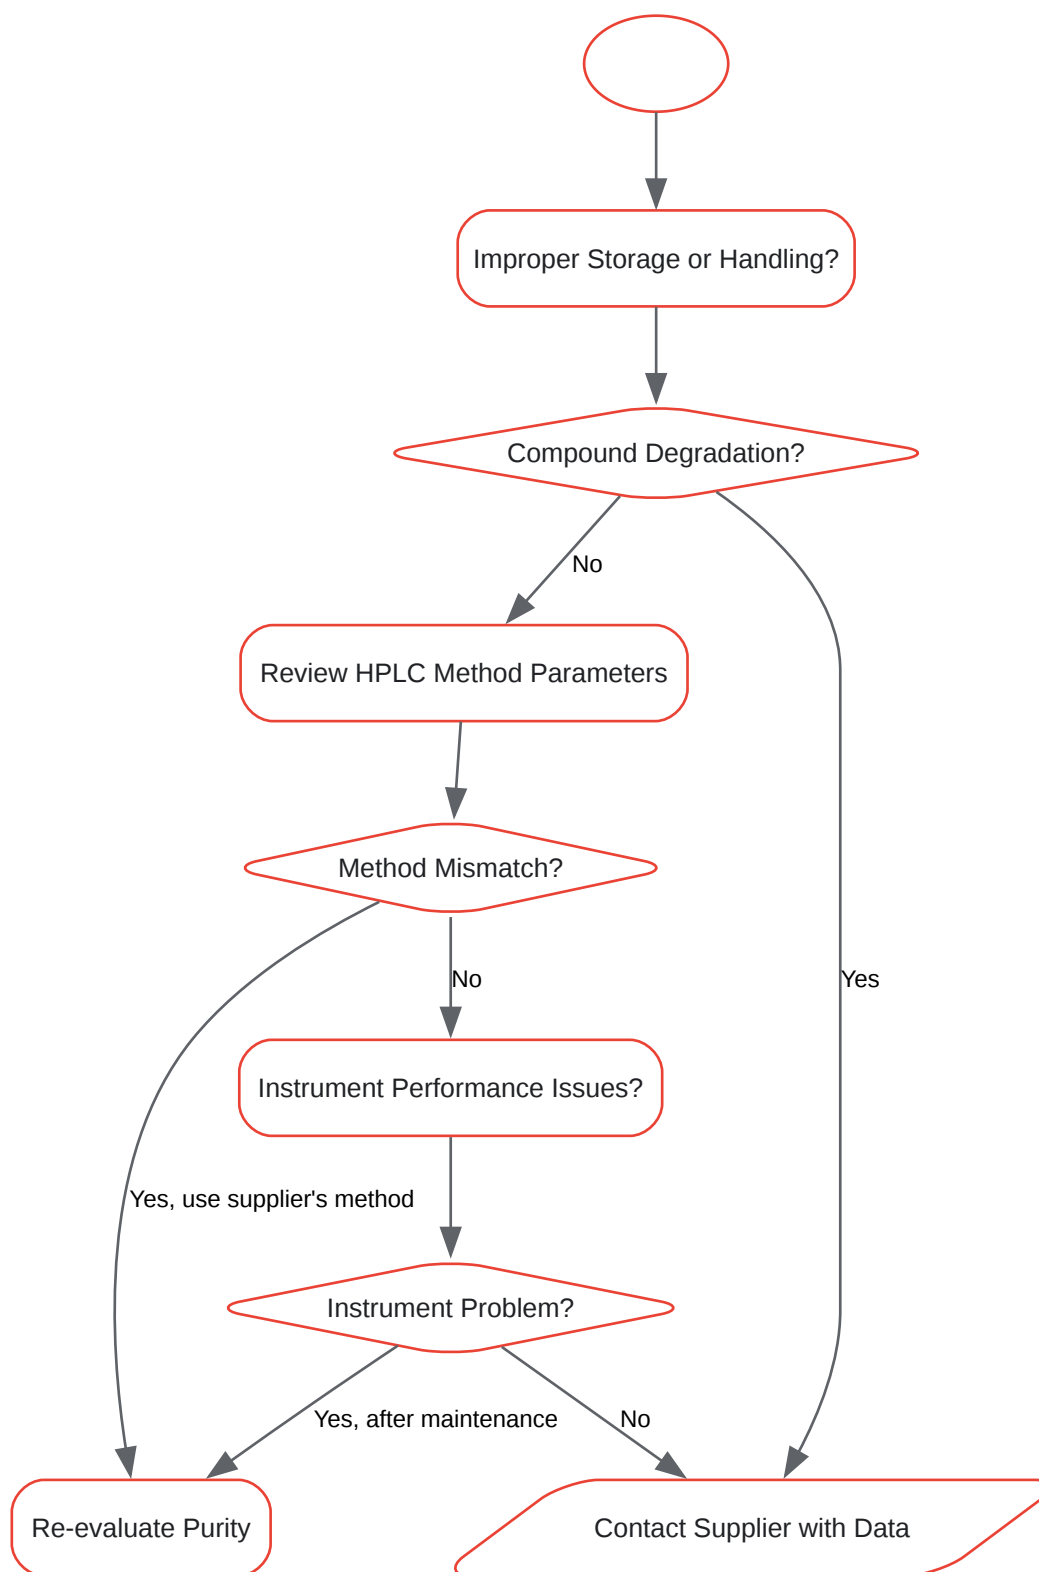 Improper Storage or Handling?
Compound Degradation?
No
Review HPLC Method Parameters
Method Mismatch?
No
Yes
Instrument Performance Issues?
Yes, use supplier's method
Instrument Problem?
Yes, after maintenance
No
Re-evaluate Purity
Contact Supplier with Data